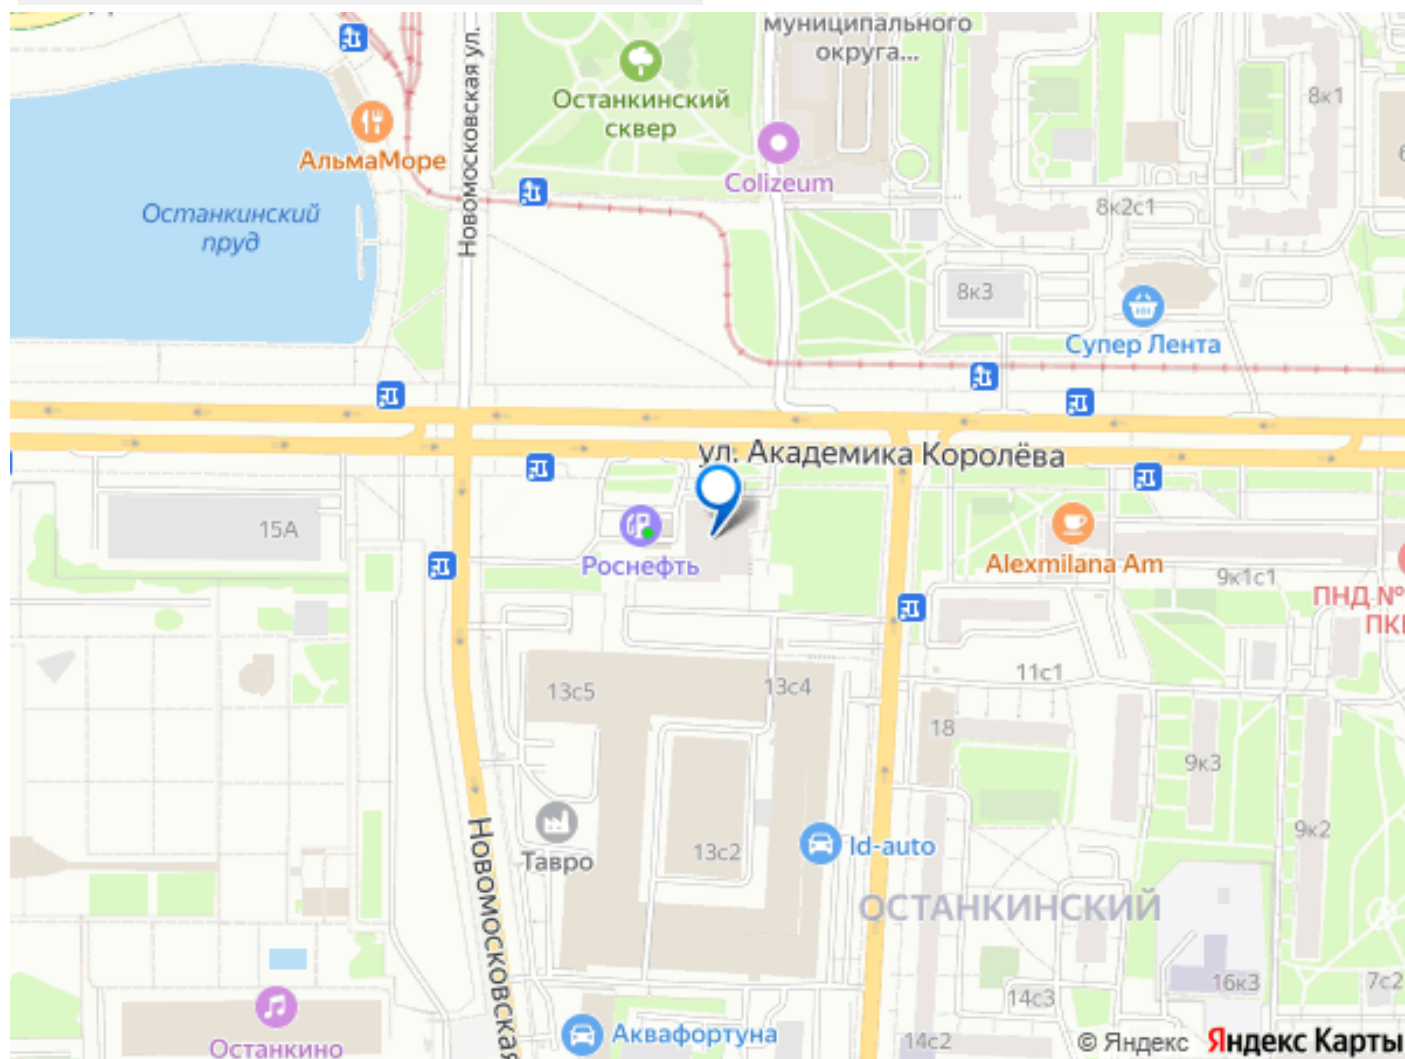 муниципального
округа...
Новомосковская ул.
Останкинский
сквер
8к1
АльмаМоре
Colizeum
Останкинский
пруд
8к2с1
8к3
Супер Лента
ул. Академика Королёва
15А
Роснефть
Alexmilana Am
9к1с1
ПНД №
11с1
13с5
13с4
18
9к3
Новомосковская
Тавро
13с2
Id-auto
9к2
ОСТАНКИНСКИЙ
16к3
7с2
14с3
Останкино
Аквафортуна
14с2
© Яндекс Яндекс Карты